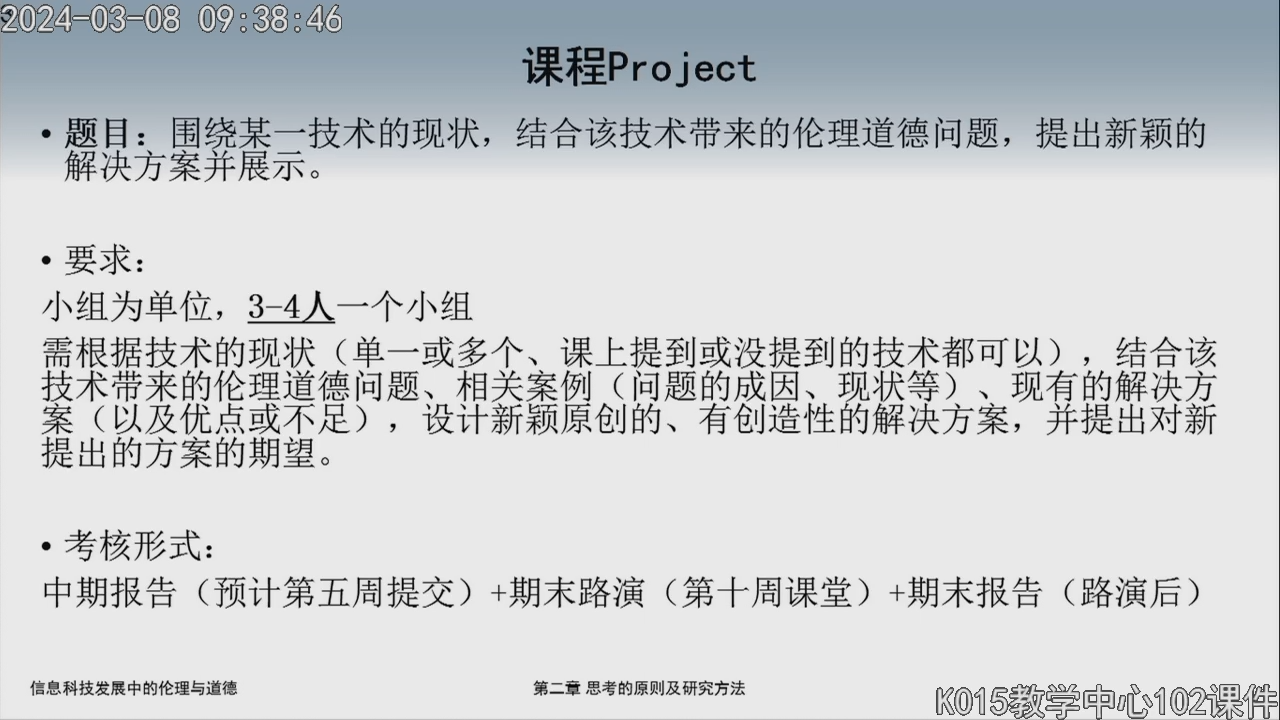 2024-03-08 09:38:46
课程Project
• 题目：围绕某一技术的现状，结合该技术带来的伦理道德问题，提出新颖的
解决方案并展示。
• 要求：
小组为单位，3-4人一个小组
需根据技术的现状（单一或多个、课上提到或没提到的技术都可以），结合该
技术带来的伦理道德问题、相关案例（问题的成因、现状等）、现有的解决方
案（以及优点或不足），设计新颖原创的、有创造性的解决方案，并提出对新
提出的方案的期望。
• 考核形式：
中期报告（预计第五周提交）+期末路演（第十周课堂）+期末报告（路演后）
信息科技发展中的伦理与道德
第二章 思考的原则及研究方法
K015教学中心102课件